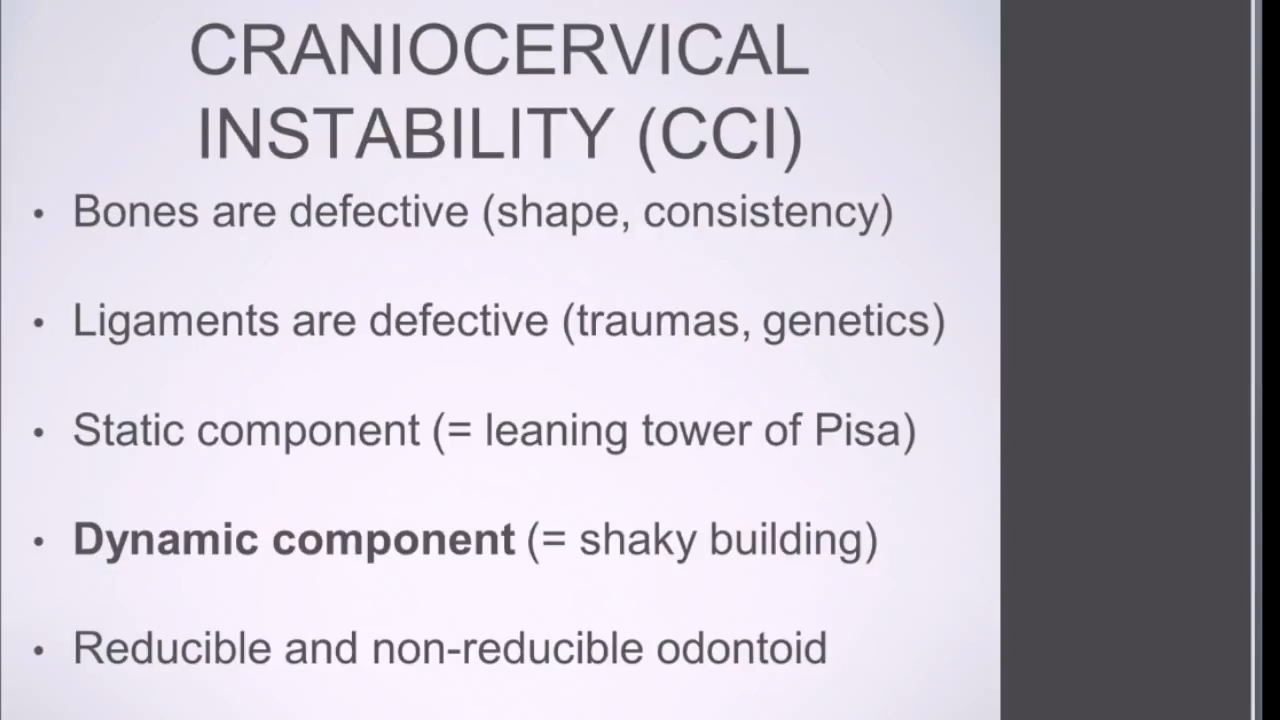 CRANIOCERVICAL
INSTABILITY (CCI)
• Bones are defective (shape, consistency)
• Ligaments are defective (traumas, genetics)
• Static component (= leaning tower of Pisa)
• Dynamic component (= shaky building)
• Reducible and non-reducible odontoid